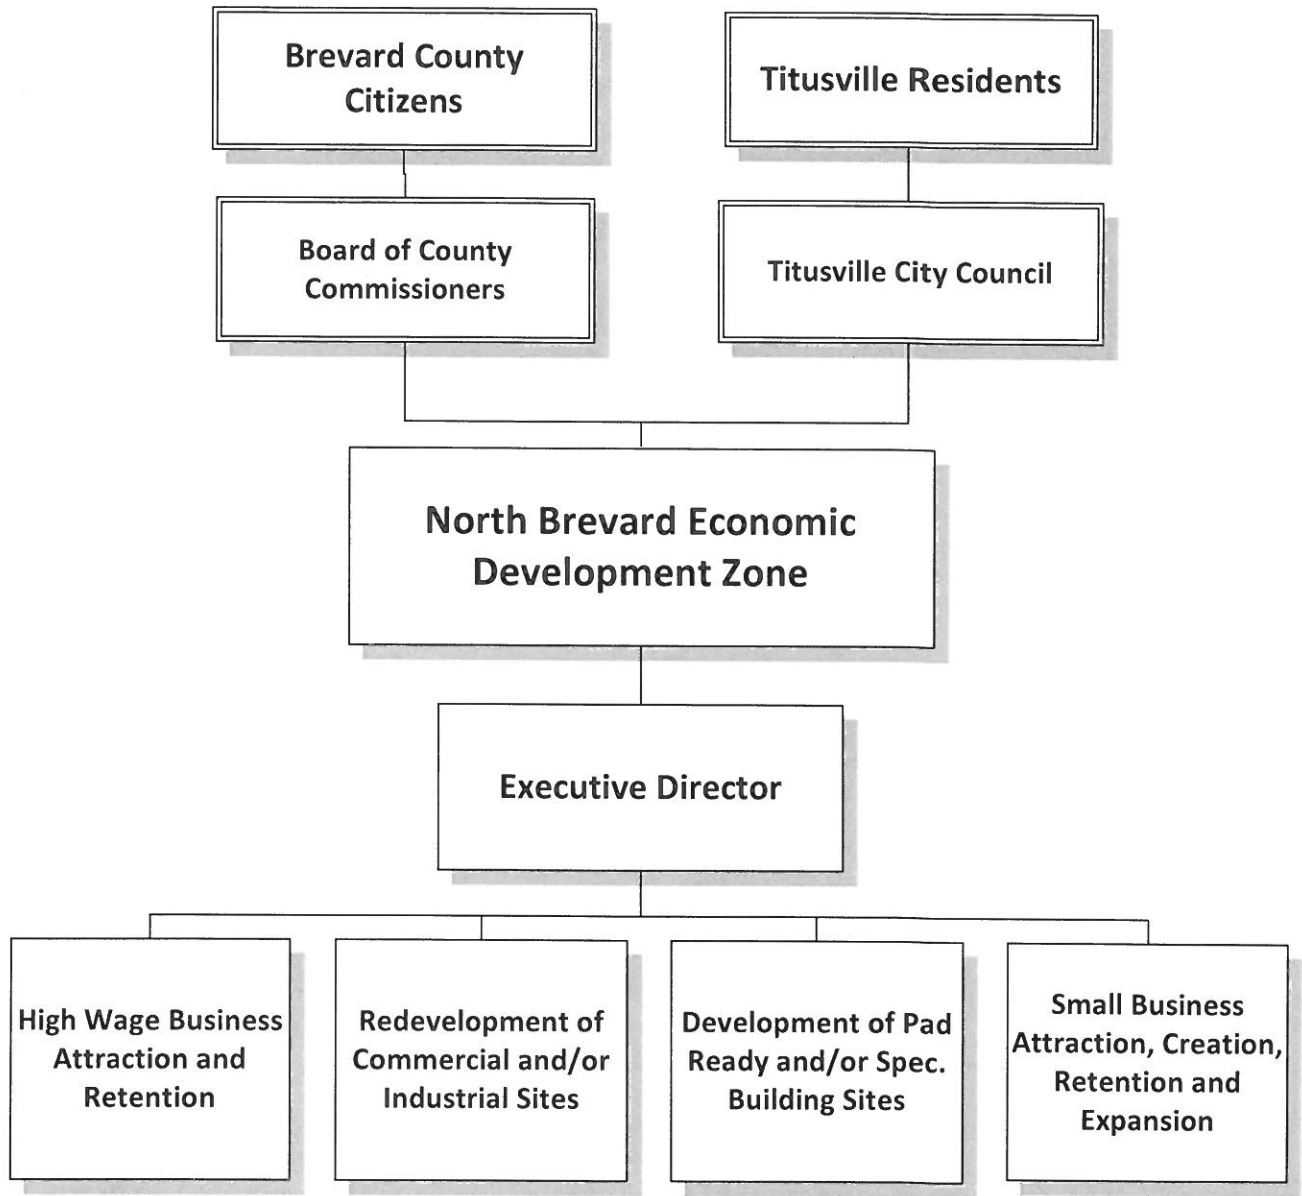 Brevard County
Citizens
Titusville Residents
Board of County
Commissioners
Titusville City Council
North Brevard Economic
Development Zone
Executive Director
High Wage Business
Attraction and
Retention
Redevelopment of
Commercial and/or
Industrial Sites
Development of Pad
Ready and/or Spec.
Building Sites
Small Business
Attraction, Creation,
Retention and
Expansion